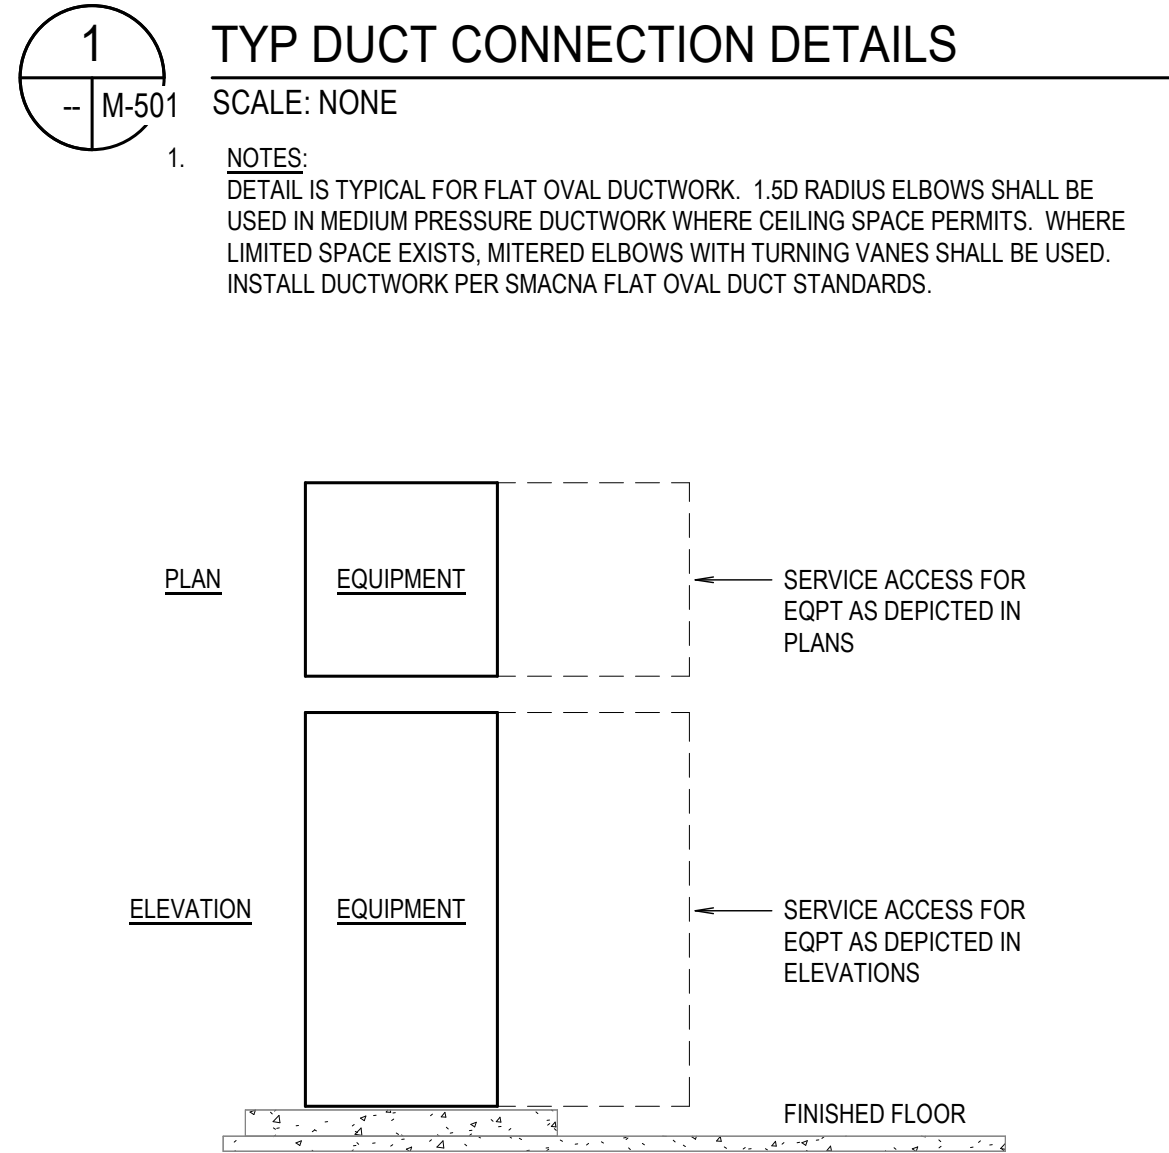 1
TYP DUCT CONNECTION DETAILS
-- M-501
SCALE: NONE
1. NOTES:
DETAIL IS TYPICAL FOR FLAT OVAL DUCTWORK. 1.5D RADIUS ELBOWS SHALL BE
USED IN MEDIUM PRESSURE DUCTWORK WHERE CEILING SPACE PERMITS. WHERE
LIMITED SPACE EXISTS, MITERED ELBOWS WITH TURNING VANES SHALL BE USED.
INSTALL DUCTWORK PER SMACNA FLAT OVAL DUCT STANDARDS.
PLAN
EQUIPMENT
SERVICE ACCESS FOR
EQPT AS DEPICTED IN
PLANS
ELEVATION
EQUIPMENT
SERVICE ACCESS FOR
EQPT AS DEPICTED IN
ELEVATIONS
FINISHED FLOOR